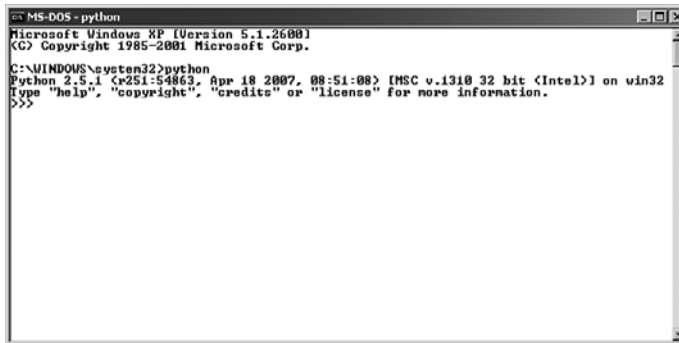 MS-DOS - python
Microsoft Windows XP [Version 5.1.2600]
(C) Copyright 1985-2001 Microsoft Corp.
C:\WINDOWS\system32>python
Python 2.5.1 (r251:54863, Apr 18 2007, 08:51:08) [MSC v.1310 32 bit (Intel)] on win32
Type "help", "copyright", "credits" or "license" for more information.
>>>